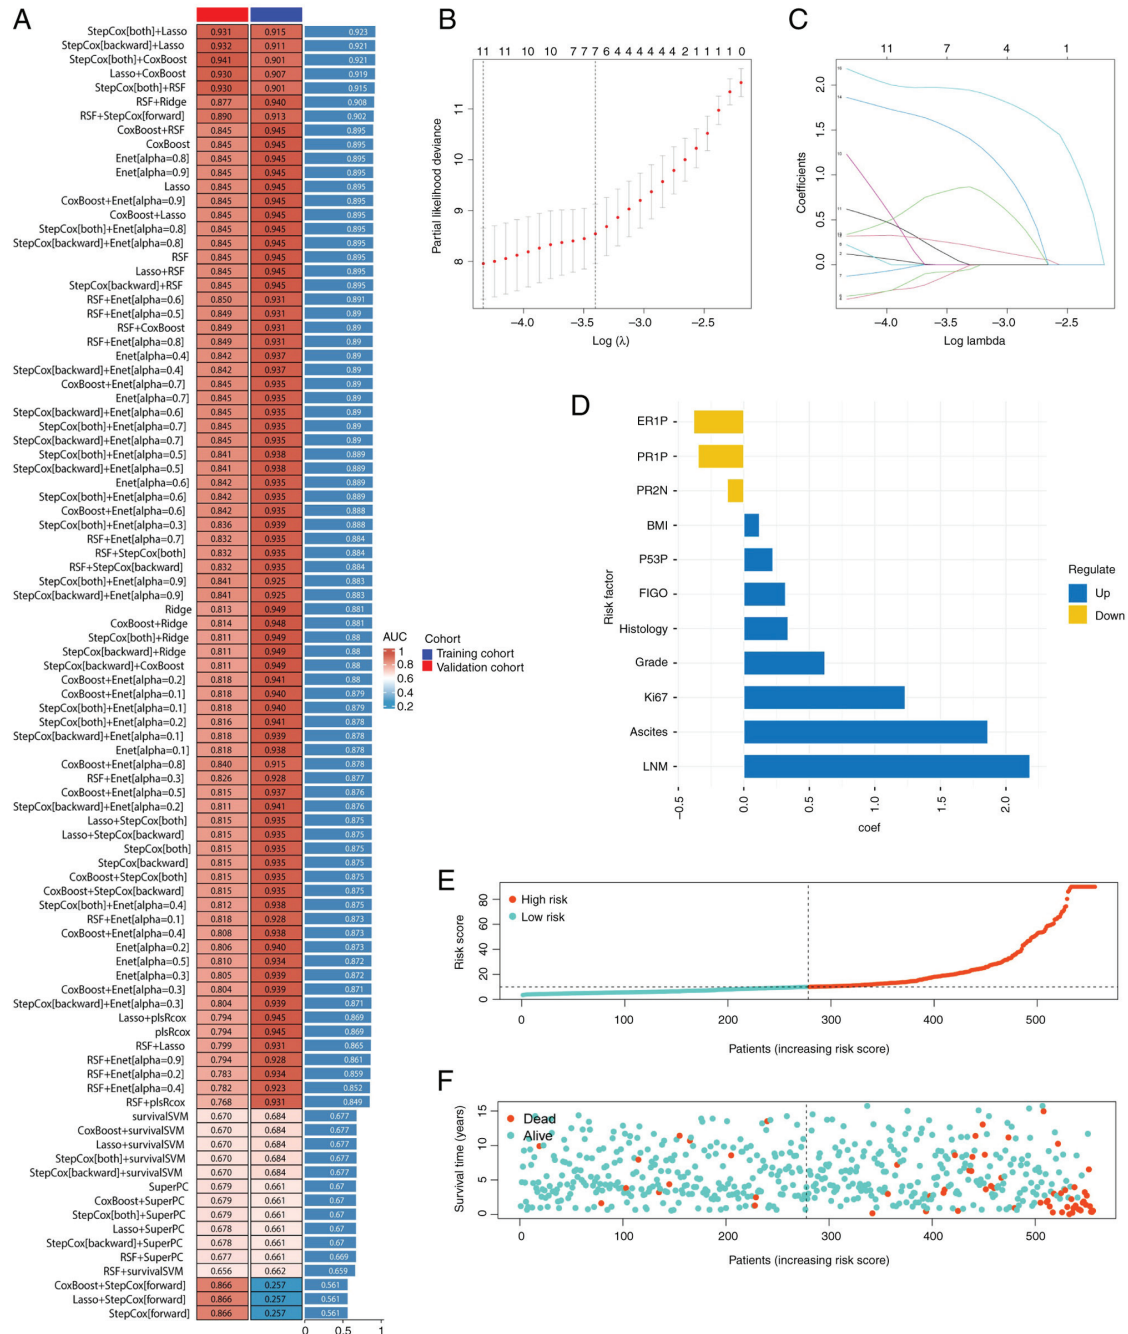 A
StepCox[both]+Lasso 0.931 0.915 0.923
StepCox[backward]+Lasso 0.932 0.911 0.921
StepCox[both]+CoxBoost 0.941 0.901 0.921
Lasso+CoxBoost 0.930 0.907 0.919
StepCox[both]+RSF 0.930 0.901 0.915
RSF+Ridge 0.877 0.940 0.908
RSF+StepCox[forward] 0.890 0.913 0.902
CoxBoost+RSF 0.845 0.945 0.895
CoxBoost 0.845 0.945 0.895
Enet[alpha=0.8] 0.845 0.945 0.895
Enet[alpha=0.9] 0.845 0.945 0.895
Lasso 0.845 0.945 0.895
CoxBoost+Enet[alpha=0.9] 0.845 0.945 0.895
CoxBoost+Lasso 0.845 0.945 0.895
StepCox[both]+Enet[alpha=0.8] 0.845 0.945 0.895
StepCox[backward]+Enet[alpha=0.8] 0.845 0.945 0.895
RSF 0.845 0.945 0.895
Lasso+RSF 0.845 0.945 0.895
StepCox[backward]+RSF 0.845 0.945 0.895
RSF+Enet[alpha=0.6] 0.850 0.931 0.891
RSF+Enet[alpha=0.5] 0.849 0.931 0.89
RSF+CoxBoost 0.849 0.931 0.89
RSF+Enet[alpha=0.8] 0.849 0.931 0.89
Enet[alpha=0.4] 0.842 0.937 0.89
StepCox[backward]+Enet[alpha=0.4] 0.842 0.937 0.89
CoxBoost+Enet[alpha=0.7] 0.845 0.935 0.89
Enet[alpha=0.7] 0.845 0.935 0.89
StepCox[backward]+Enet[alpha=0.6] 0.845 0.935 0.89
StepCox[both]+Enet[alpha=0.7] 0.845 0.935 0.89
StepCox[backward]+Enet[alpha=0.7] 0.845 0.935 0.89
StepCox[both]+Enet[alpha=0.5] 0.841 0.938 0.889
StepCox[backward]+Enet[alpha=0.5] 0.841 0.938 0.889
Enet[alpha=0.6] 0.842 0.935 0.889
StepCox[both]+Enet[alpha=0.6] 0.842 0.935 0.889
CoxBoost+Enet[alpha=0.6] 0.842 0.935 0.888
StepCox[both]+Enet[alpha=0.3] 0.836 0.939 0.888
RSF+Enet[alpha=0.7] 0.832 0.935 0.884
RSF+StepCox[both] 0.832 0.935 0.884
RSF+StepCox[backward] 0.832 0.935 0.884
StepCox[both]+Enet[alpha=0.9] 0.841 0.925 0.883
StepCox[backward]+Enet[alpha=0.9] 0.841 0.925 0.883
Ridge 0.813 0.949 0.881
CoxBoost+Ridge 0.814 0.948 0.881
StepCox[both]+Ridge 0.811 0.949 0.88
StepCox[backward]+Ridge 0.811 0.949 0.88
StepCox[backward]+CoxBoost 0.811 0.949 0.88
CoxBoost+Enet[alpha=0.2] 0.818 0.941 0.88
CoxBoost+Enet[alpha=0.1] 0.818 0.940 0.879
StepCox[both]+Enet[alpha=0.1] 0.818 0.940 0.879
StepCox[both]+Enet[alpha=0.2] 0.816 0.941 0.878
StepCox[backward]+Enet[alpha=0.1] 0.818 0.939 0.878
Enet[alpha=0.1] 0.818 0.938 0.878
CoxBoost+Enet[alpha=0.8] 0.840 0.915 0.878
RSF+Enet[alpha=0.3] 0.826 0.928 0.877
CoxBoost+Enet[alpha=0.5] 0.815 0.937 0.876
StepCox[backward]+Enet[alpha=0.2] 0.811 0.941 0.876
Lasso+StepCox[both] 0.815 0.935 0.875
Lasso+StepCox[backward] 0.815 0.935 0.875
StepCox[both] 0.815 0.935 0.875
StepCox[backward] 0.815 0.935 0.875
CoxBoost+StepCox[both] 0.815 0.935 0.875
CoxBoost+StepCox[backward] 0.815 0.935 0.875
StepCox[both]+Enet[alpha=0.4] 0.812 0.938 0.875
RSF+Enet[alpha=0.1] 0.818 0.928 0.873
CoxBoost+Enet[alpha=0.4] 0.808 0.938 0.873
Enet[alpha=0.2] 0.806 0.940 0.873
Enet[alpha=0.5] 0.810 0.934 0.872
Enet[alpha=0.3] 0.805 0.939 0.872
CoxBoost+Enet[alpha=0.3] 0.804 0.939 0.871
StepCox[backward]+Enet[alpha=0.3] 0.804 0.939 0.871
Lasso+plsRcox 0.794 0.945 0.869
plsRcox 0.794 0.945 0.869
RSF+Lasso 0.799 0.931 0.865
RSF+Enet[alpha=0.9] 0.794 0.928 0.861
RSF+Enet[alpha=0.2] 0.783 0.934 0.859
RSF+Enet[alpha=0.4] 0.782 0.923 0.852
RSF+plsRcox 0.768 0.931 0.849
survivalSVM 0.670 0.684 0.677
CoxBoost+survivalSVM 0.670 0.684 0.677
Lasso+survivalSVM 0.670 0.684 0.677
StepCox[both]+survivalSVM 0.670 0.684 0.677
StepCox[backward]+survivalSVM 0.670 0.684 0.677
SuperPC 0.679 0.661 0.67
CoxBoost+SuperPC 0.679 0.661 0.67
StepCox[both]+SuperPC 0.679 0.661 0.67
Lasso+SuperPC 0.678 0.661 0.67
StepCox[backward]+SuperPC 0.678 0.661 0.67
RSF+SuperPC 0.677 0.661 0.669
RSF+survivalSVM 0.656 0.662 0.659
CoxBoost+StepCox[forward] 0.866 0.257 0.561
Lasso+StepCox[forward] 0.866 0.257 0.561
StepCox[forward] 0.866 0.257 0.561
0 0.5 1
AUC
1
0.8
0.6
0.4
0.2
Cohort
Training cohort
Validation cohort
B
11 11 10 10 7 7 7 6 4 4 4 4 4 2 1 1 1 1 0
Partial likelihood deviance
11
10
9
8
−4.0 −3.5 −3.0 −2.5
Log (λ)
C
11 7 4 1
Coefficients
2.0
1.5
1.0
0.5
0.0
−4.0 −3.5 −3.0 −2.5
Log lambda
D
Risk factor
ER1P
PR1P
PR2N
BMI
P53P
FIGO
Histology
Grade
Ki67
Ascites
LNM
−0.5 0.0 0.5 1.0 1.5 2.0
coef
Regulate
Up
Down
E
High risk
Low risk
Risk score
80
60
40
20
0
0 100 200 300 400 500
Patients (increasing risk score)
F
Dead
Alive
Survival time (years)
15
10
5
0
0 100 200 300 400 500
Patients (increasing risk score)